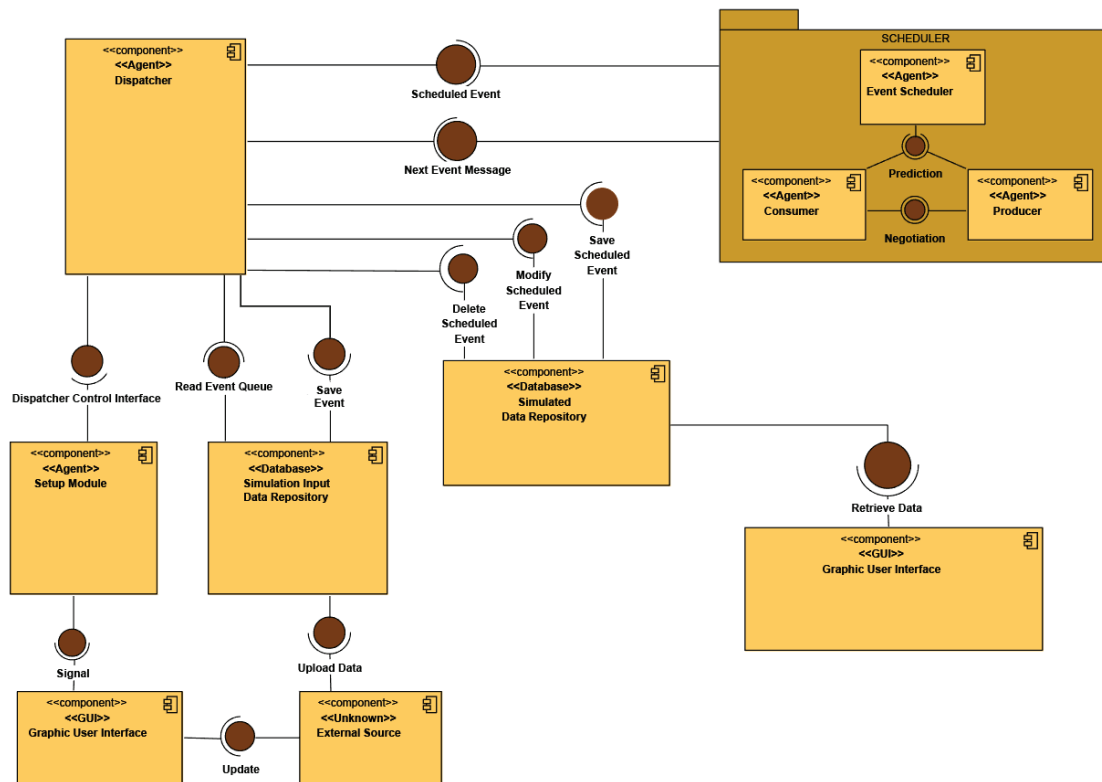 <<component>>
<<Agent>>
Dispatcher
Scheduled Event
Next Event Message
SCHEDULER
<<component>>
<<Agent>>
Event Scheduler
Prediction
<<component>>
<<Agent>>
Consumer
<<component>>
<<Agent>>
Producer
Negotiation
Save
Scheduled
Event
Modify
Scheduled
Event
Delete
Scheduled
Event
Dispatcher Control Interface
Read Event Queue
Save
Event
<<component>>
<<Database>>
Simulated
Data Repository
<<component>>
<<Agent>>
Setup Module
<<component>>
<<Database>>
Simulation Input
Data Repository
Retrieve Data
<<component>>
<<GUI>>
Graphic User Interface
Signal
Upload Data
<<component>>
<<GUI>>
Graphic User Interface
Update
<<component>>
<<Unknown>>
External Source